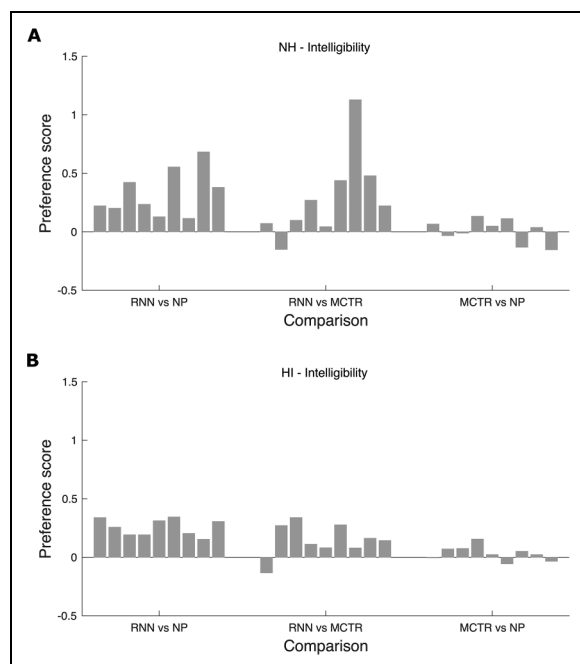 A
NH - Intelligibility
1.5
1
0.5
0
-0.5
Preference score
RNN vs NP RNN vs MCTR MCTR vs NP
Comparison
B
HI - Intelligibility
1.5
1
0.5
0
-0.5
Preference score
RNN vs NP RNN vs MCTR MCTR vs NP
Comparison